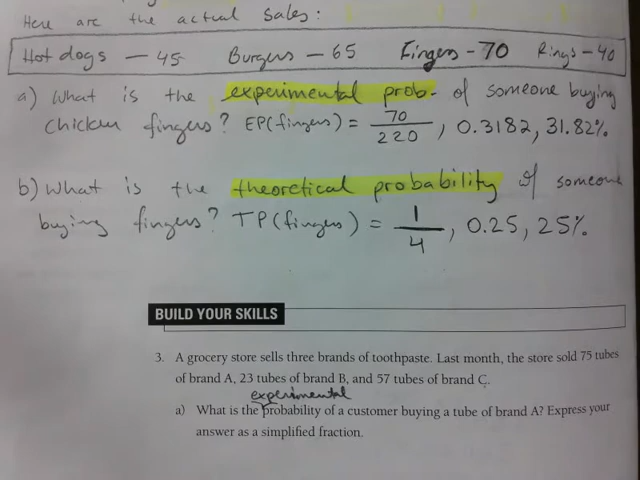 Here are the actual Sales :
Hot dogs — 45 Burgers — 65 Fingers - 70 Rings - 40
a) What is the experimental prob. of someone buying
chicken fingers? EP(fingers) = 70/220, 0.3182, 31.82%
b) What is the theoretical probability of someone
buying fingers? TP(fingers) = 1/4, 0.25, 25%.
BUILD YOUR SKILLS
3. A grocery store sells three brands of toothpaste. Last month, the store sold 75 tubes
of brand A, 23 tubes of brand B, and 57 tubes of brand C.
experimental
a) What is the probability of a customer buying a tube of brand A? Express your
answer as a simplified fraction.